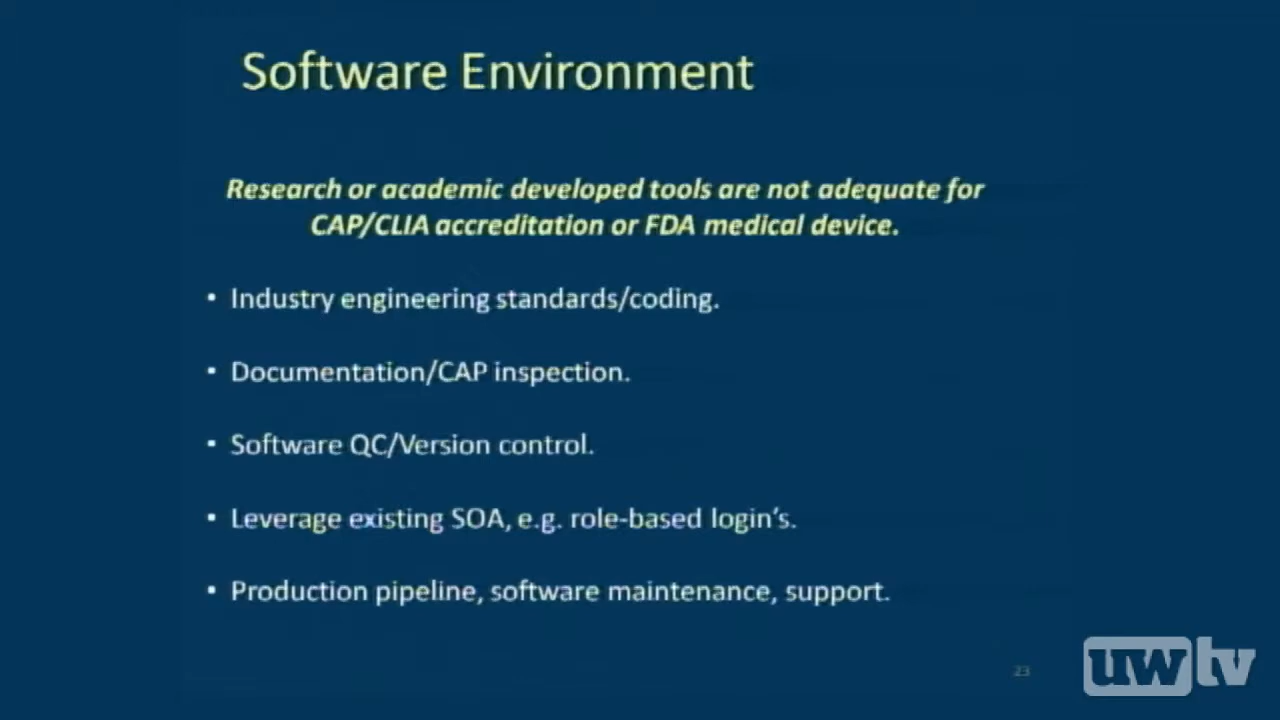 Software Environment
Research or academic developed tools are not adequate for
CAP/CLIA accreditation or FDA medical device.
• Industry engineering standards/coding.
• Documentation/CAP inspection.
• Software QC/Version control.
• Leverage existing SOA, e.g. role-based login's.
• Production pipeline, software maintenance, support.
23
uwtv